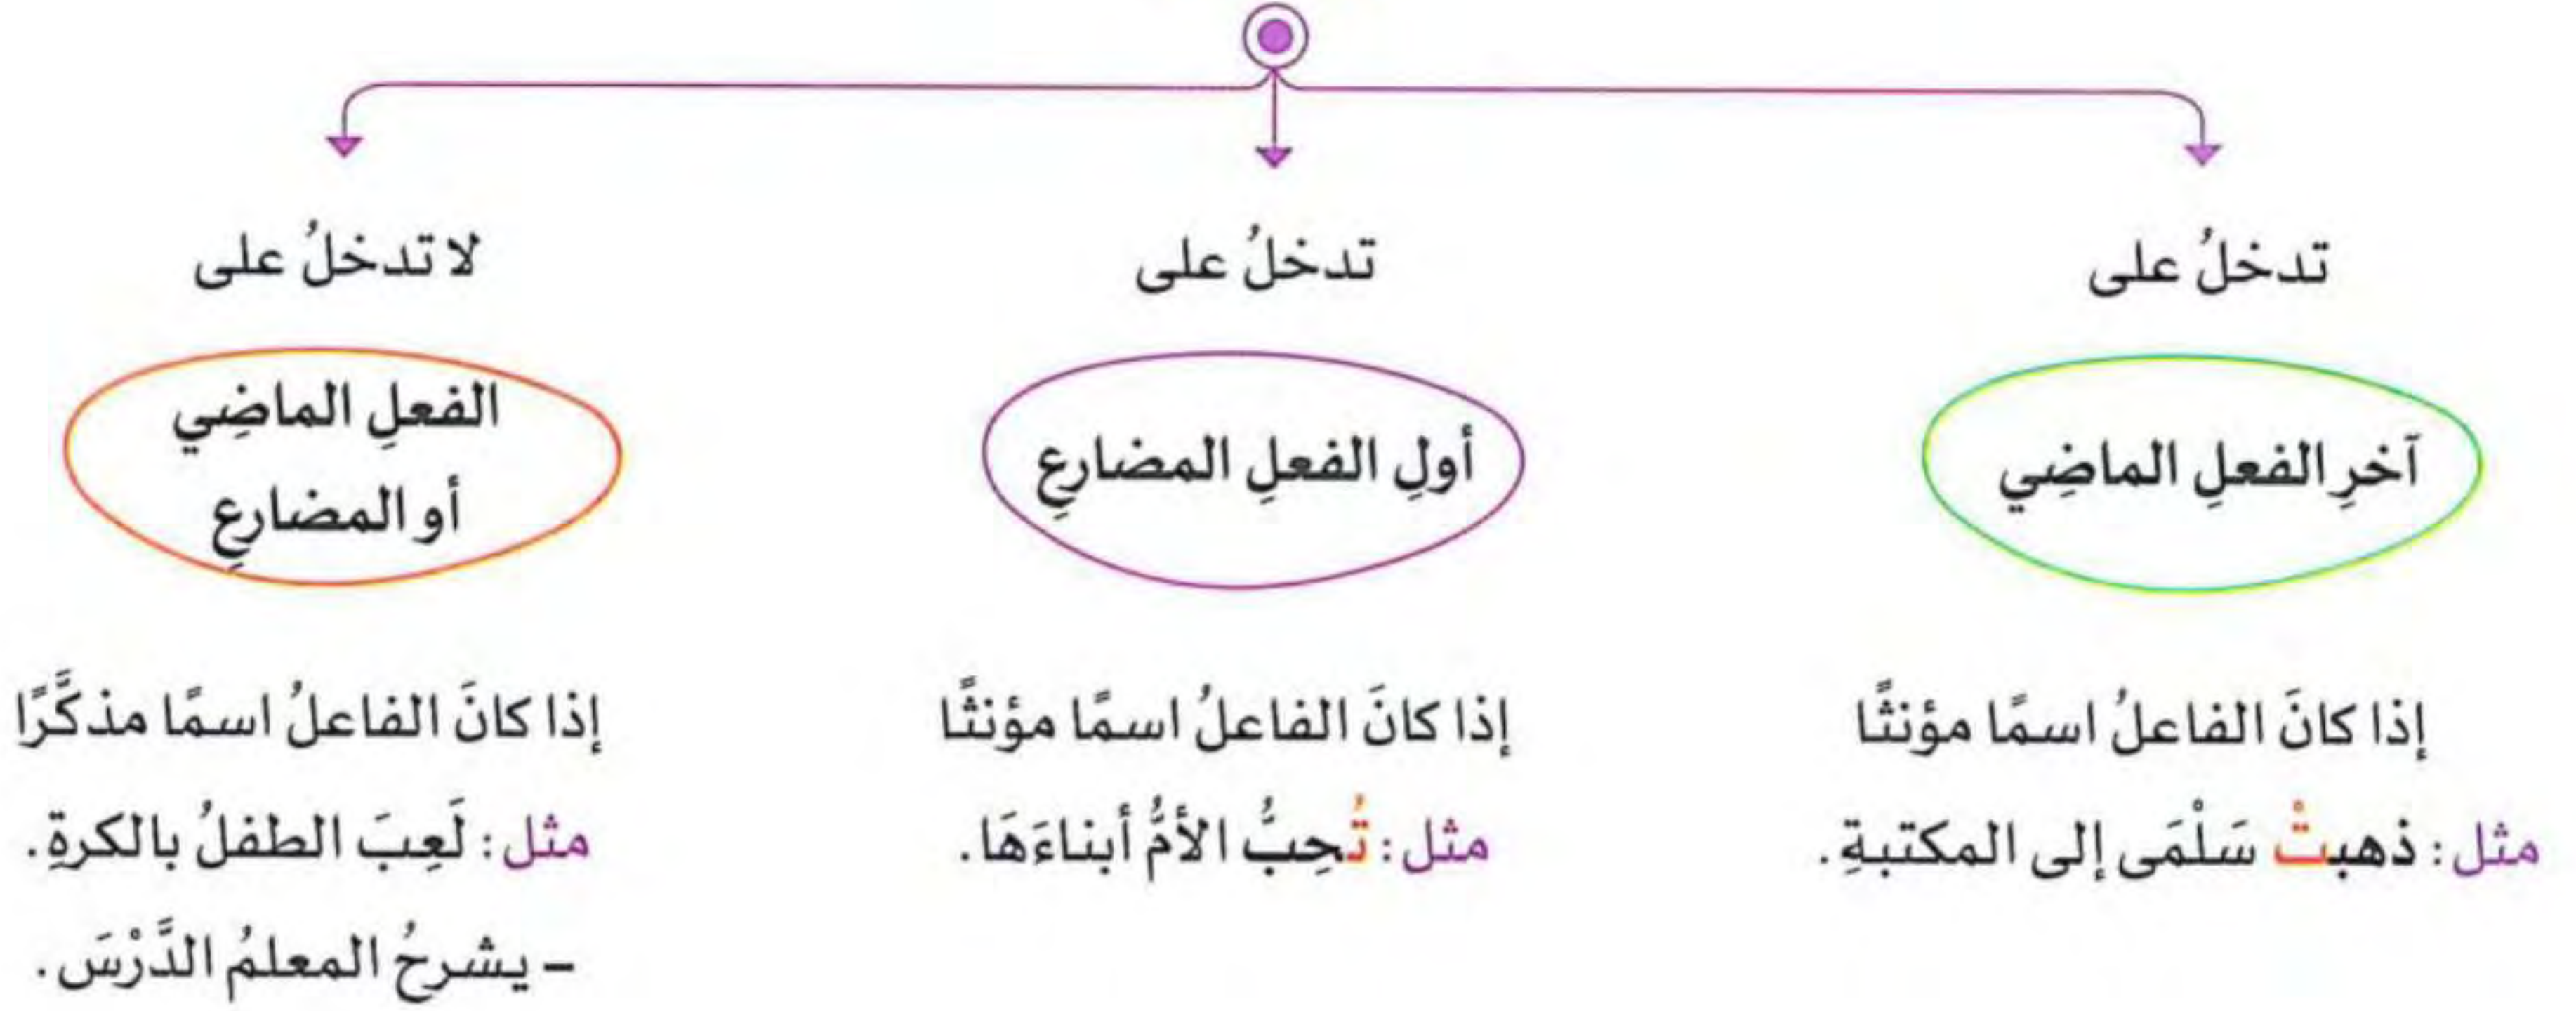 تدخلُ على
آخرِ الفعلِ الماضِي
إذا كانَ الفاعلُ اسمًا مؤنثًا
مثل: ذهبتْ سَلْمَى إلى المكتبةِ.
تدخلُ على
أولِ الفعلِ المضارعِ
إذا كانَ الفاعلُ اسمًا مؤنثًا
مثل: تُحِبُّ الأمُّ أبناءَهَا.
لا تدخلُ على
الفعلِ الماضِي
أو المضارعِ
إذا كانَ الفاعلُ اسمًا مذكَّرًا
مثل: لَعِبَ الطفلُ بالكرةِ.
– يشرحُ المعلمُ الدَّرْسَ.